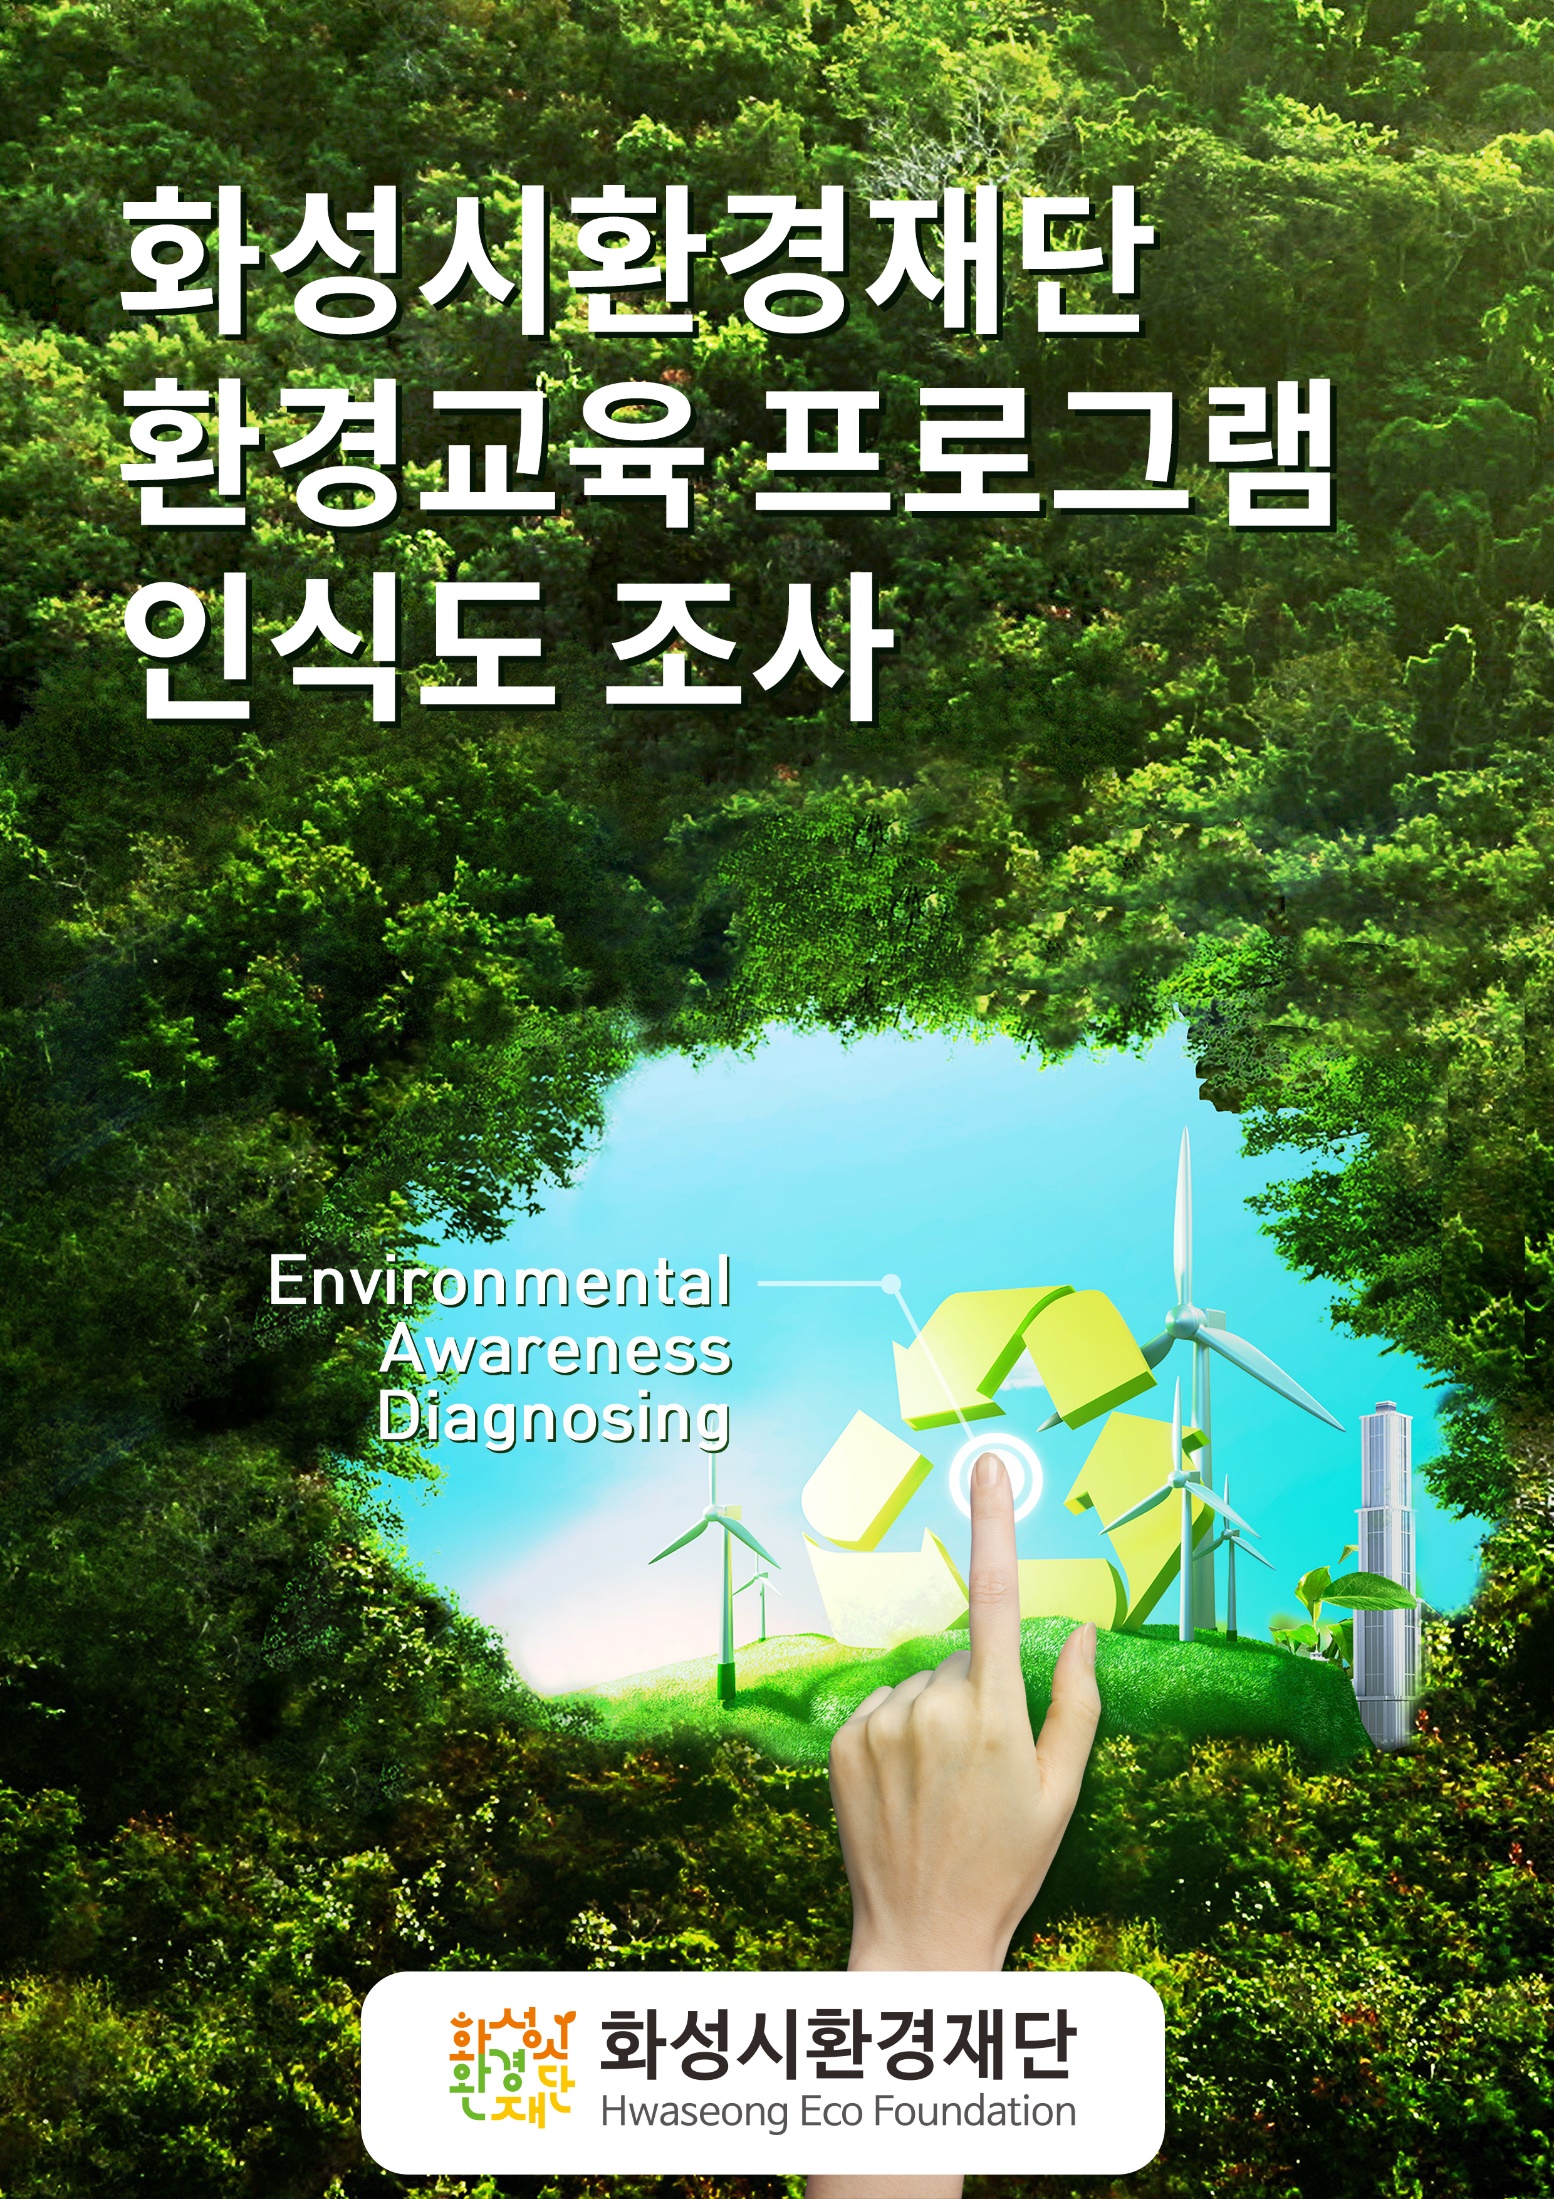 화성시환경재단
환경교육 프로그램
인식도 조사
Environmental
Awareness
Diagnosing
화성시
환경
재단
화성시환경재단
Hwaseong Eco Foundation